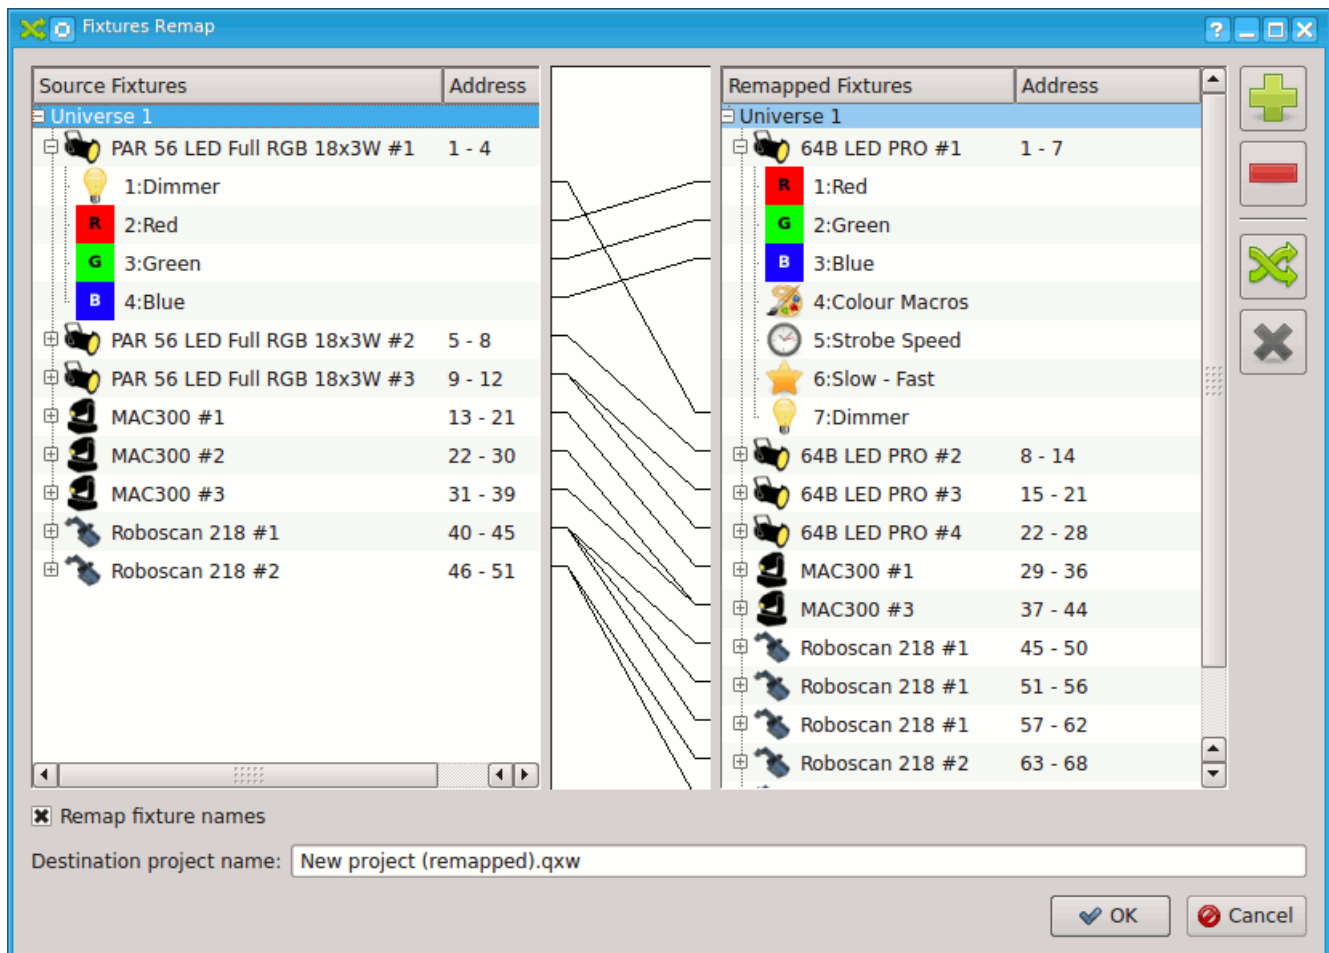 Fixtures Remap
Source Fixtures Address
Universe 1
PAR 56 LED Full RGB 18x3W #1 1 - 4
1:Dimmer
R 2:Red
G 3:Green
B 4:Blue
PAR 56 LED Full RGB 18x3W #2 5 - 8
PAR 56 LED Full RGB 18x3W #3 9 - 12
MAC300 #1 13 - 21
MAC300 #2 22 - 30
MAC300 #3 31 - 39
Roboscan 218 #1 40 - 45
Roboscan 218 #2 46 - 51
Remapped Fixtures Address
Universe 1
64B LED PRO #1 1 - 7
R 1:Red
G 2:Green
B 3:Blue
4:Colour Macros
5:Strobe Speed
6:Slow - Fast
7:Dimmer
64B LED PRO #2 8 - 14
64B LED PRO #3 15 - 21
64B LED PRO #4 22 - 28
MAC300 #1 29 - 36
MAC300 #3 37 - 44
Roboscan 218 #1 45 - 50
Roboscan 218 #1 51 - 56
Roboscan 218 #1 57 - 62
Roboscan 218 #2 63 - 68
Remap fixture names
Destination project name: New project (remapped).qxw
OK Cancel